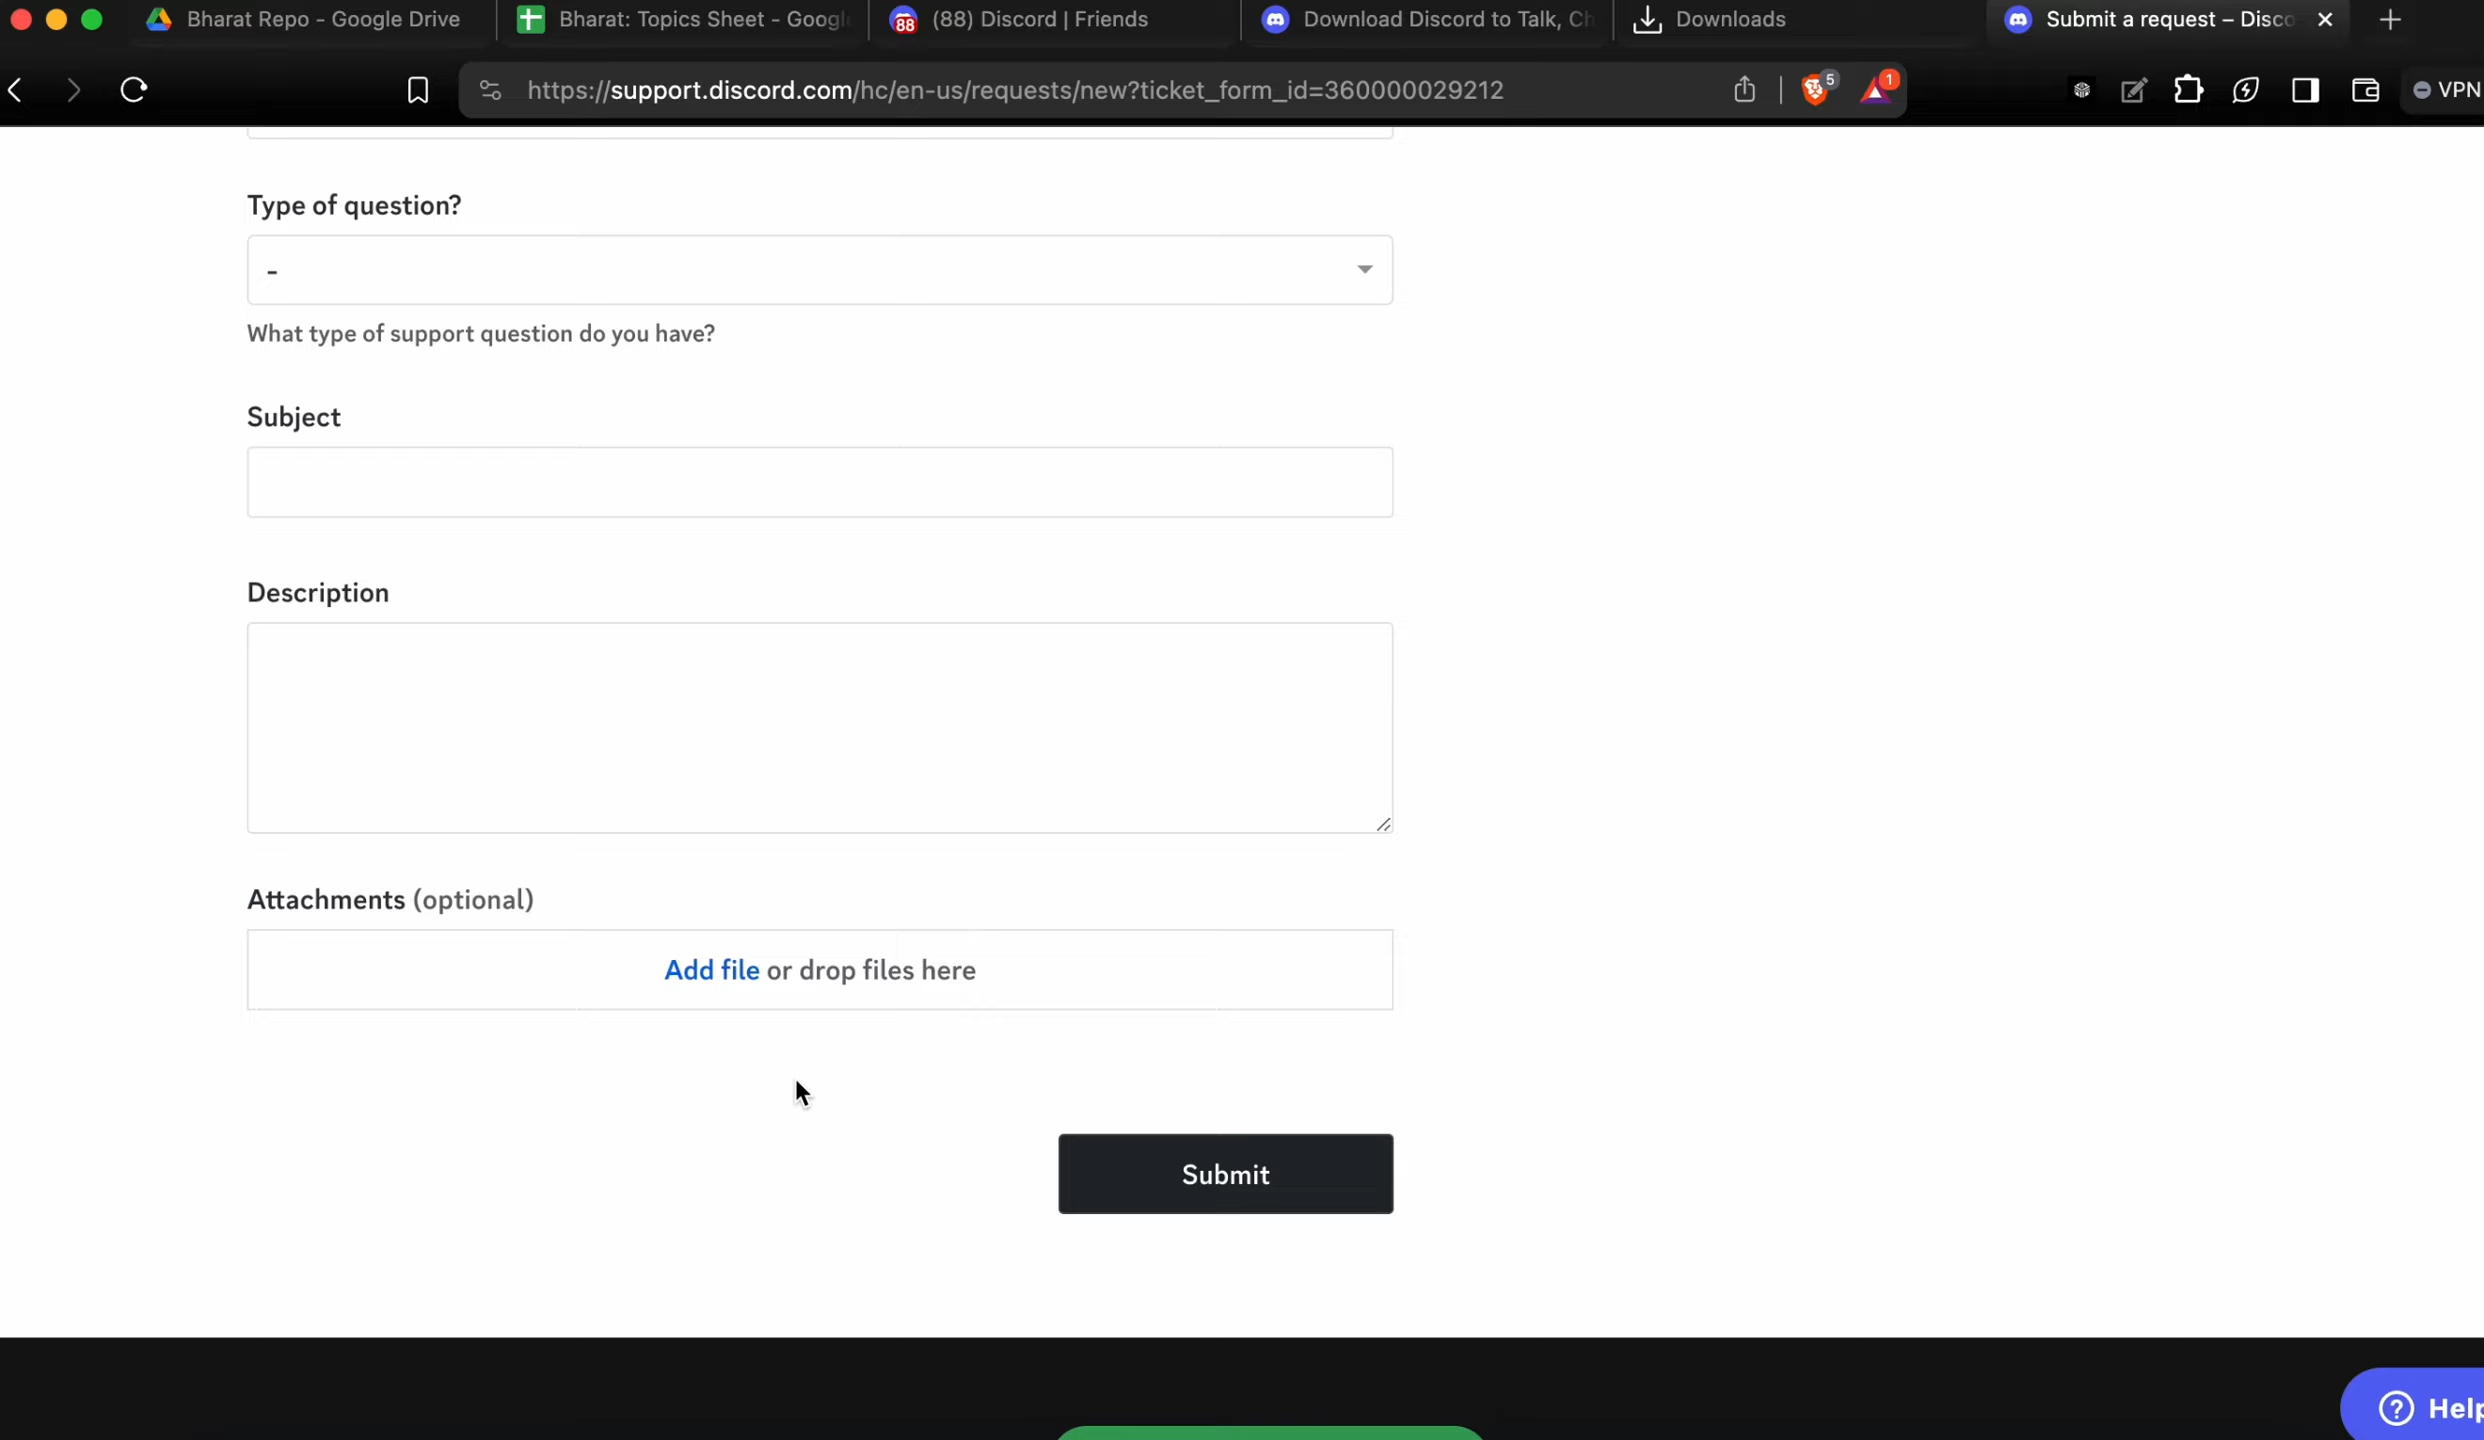 Bharat Repo - Google Drive
Bharat: Topics Sheet - Googl
(88) Discord | Friends
Download Discord to Talk, Ch
Downloads
Submit a request – Disco
https://support.discord.com/hc/en-us/requests/new?ticket_form_id=360000029212
5
1
VPN
88
Type of question?
-
What type of support question do you have?
Subject
Description
Attachments (optional)
Add file or drop files here
Submit
Help